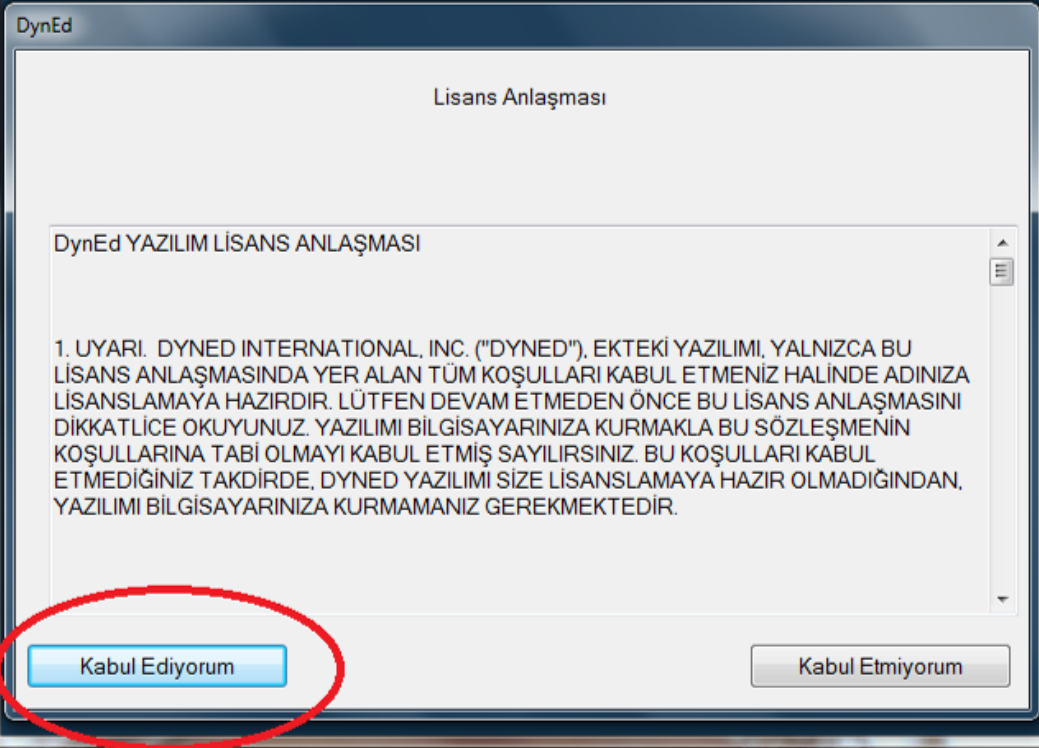 DynEd
Lisans Anlaşması
DynEd YAZILIM LİSANS ANLAŞMASI
1. UYARI.  DYNED INTERNATIONAL, INC. ("DYNED"), EKTEKİ YAZILIMI, YALNIZCA BU
LİSANS ANLAŞMASINDA YER ALAN TÜM KOŞULLARI KABUL ETMENİZ HALİNDE ADINIZA
LİSANSLAMAYA HAZIRDIR. LÜTFEN DEVAM ETMEDEN ÖNCE BU LİSANS ANLAŞMASINI
DİKKATLİCE OKUYUNUZ. YAZILIMI BİLGİSAYARINIZA KURMAKLA BU SÖZLEŞMENİN
KOŞULLARINA TABİ OLMAYI KABUL ETMİŞ SAYILIRSINIZ. BU KOŞULLARI KABUL
ETMEDİĞİNİZ TAKDİRDE, DYNED YAZILIMI SİZE LİSANSLAMAYA HAZIR OLMADIĞINDAN,
YAZILIMI BİLGİSAYARINIZA KURMAMANIZ GEREKMEKTEDİR.
Kabul Ediyorum
Kabul Etmiyorum